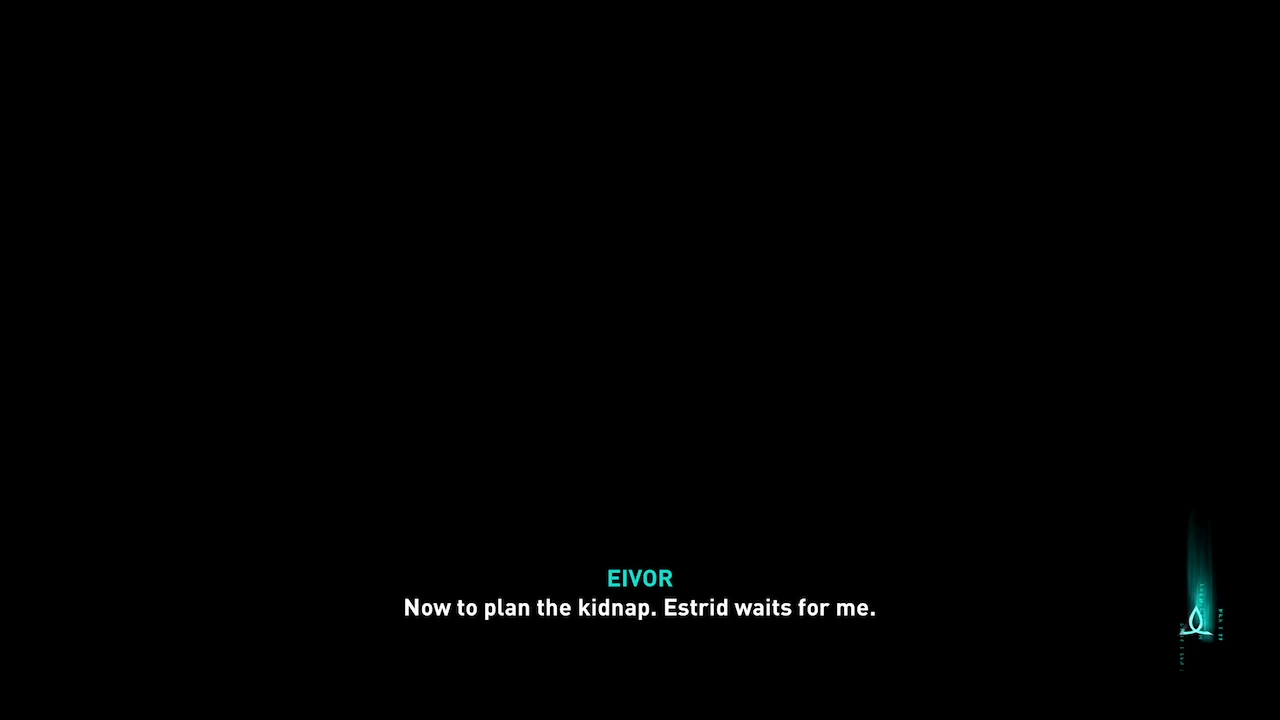 EIVOR
Now to plan the kidnap. Estrid waits for me.